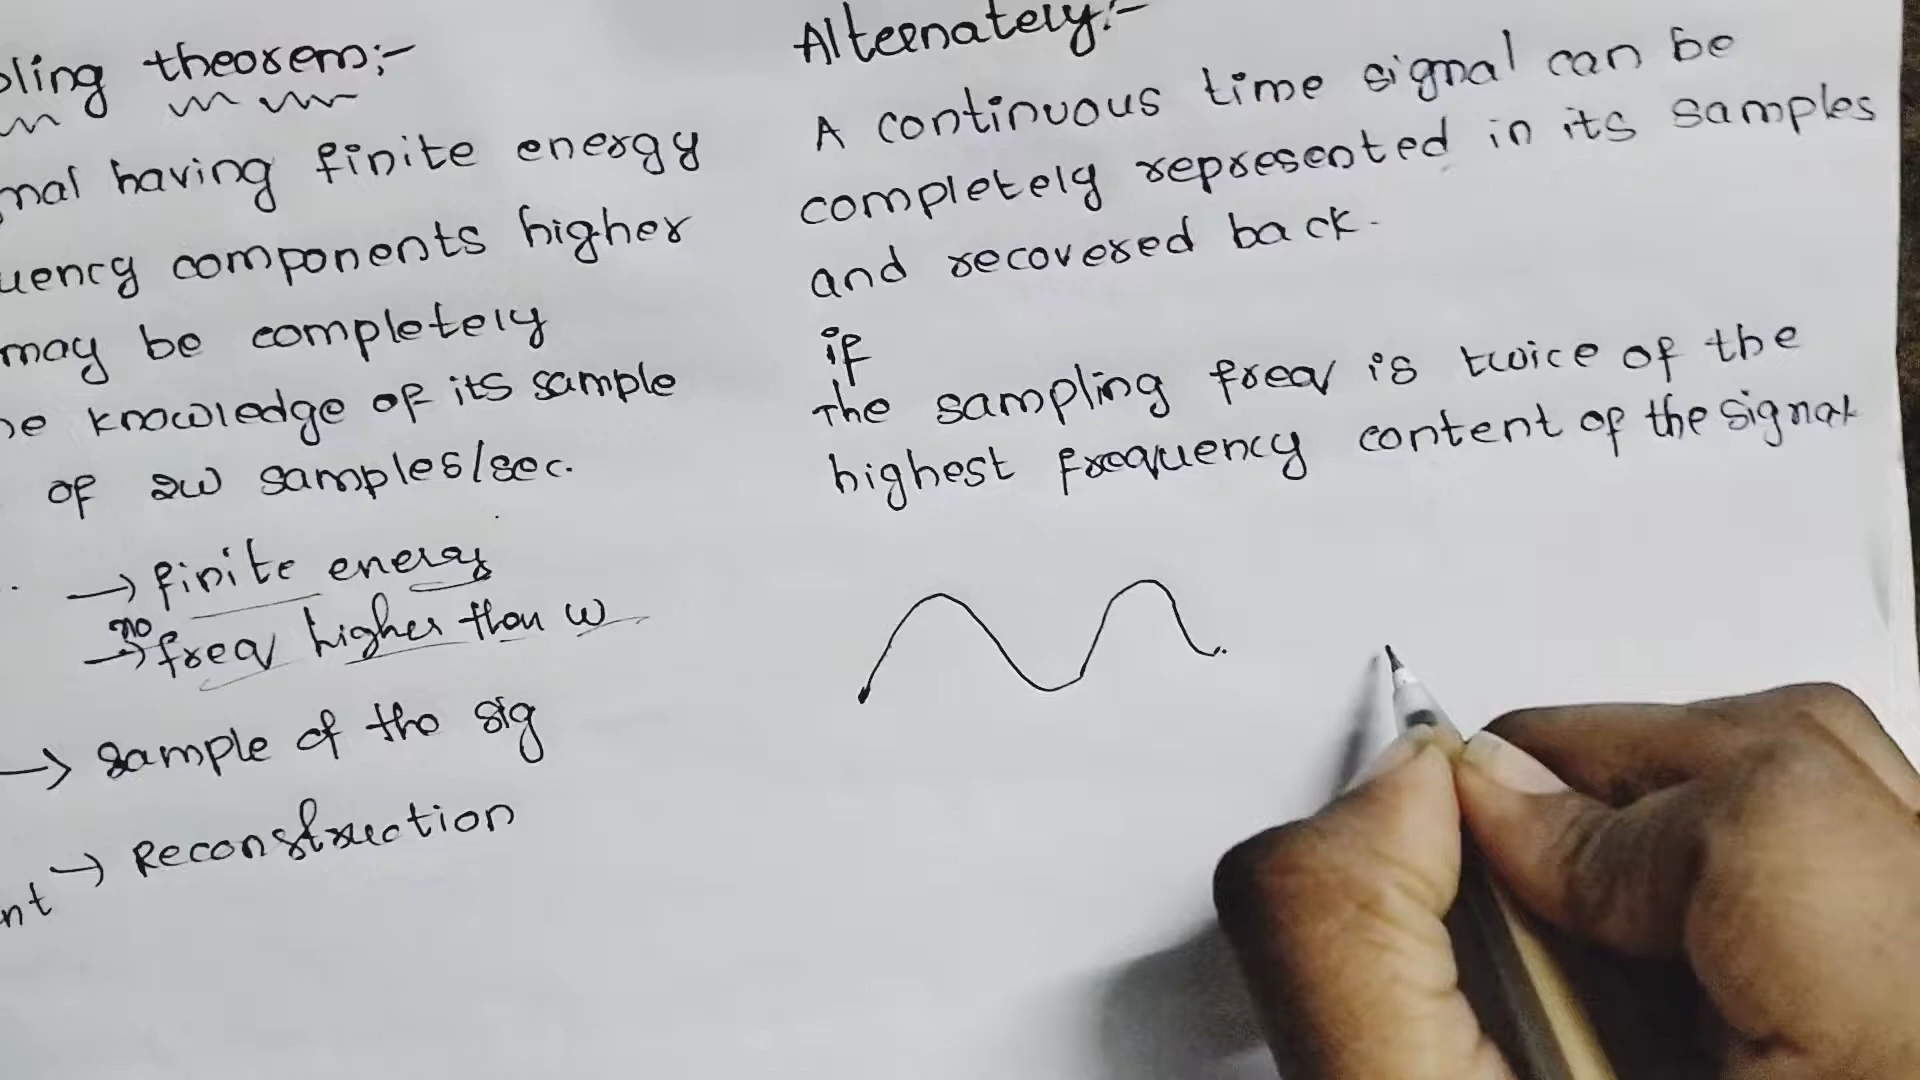 pling theorem:-
nal having finite energy
uency components higher
may be completely
he knowledge of its sample
of 2w samples/sec.
→ finite energy
no
→ freq higher than w
→ sample of the sig
nt → Reconstruction
Alternately:-
A continuous time signal can be
completely represented in its samples
and recovered back.
if
The sampling freq is twice of the
highest frequency content of the signal